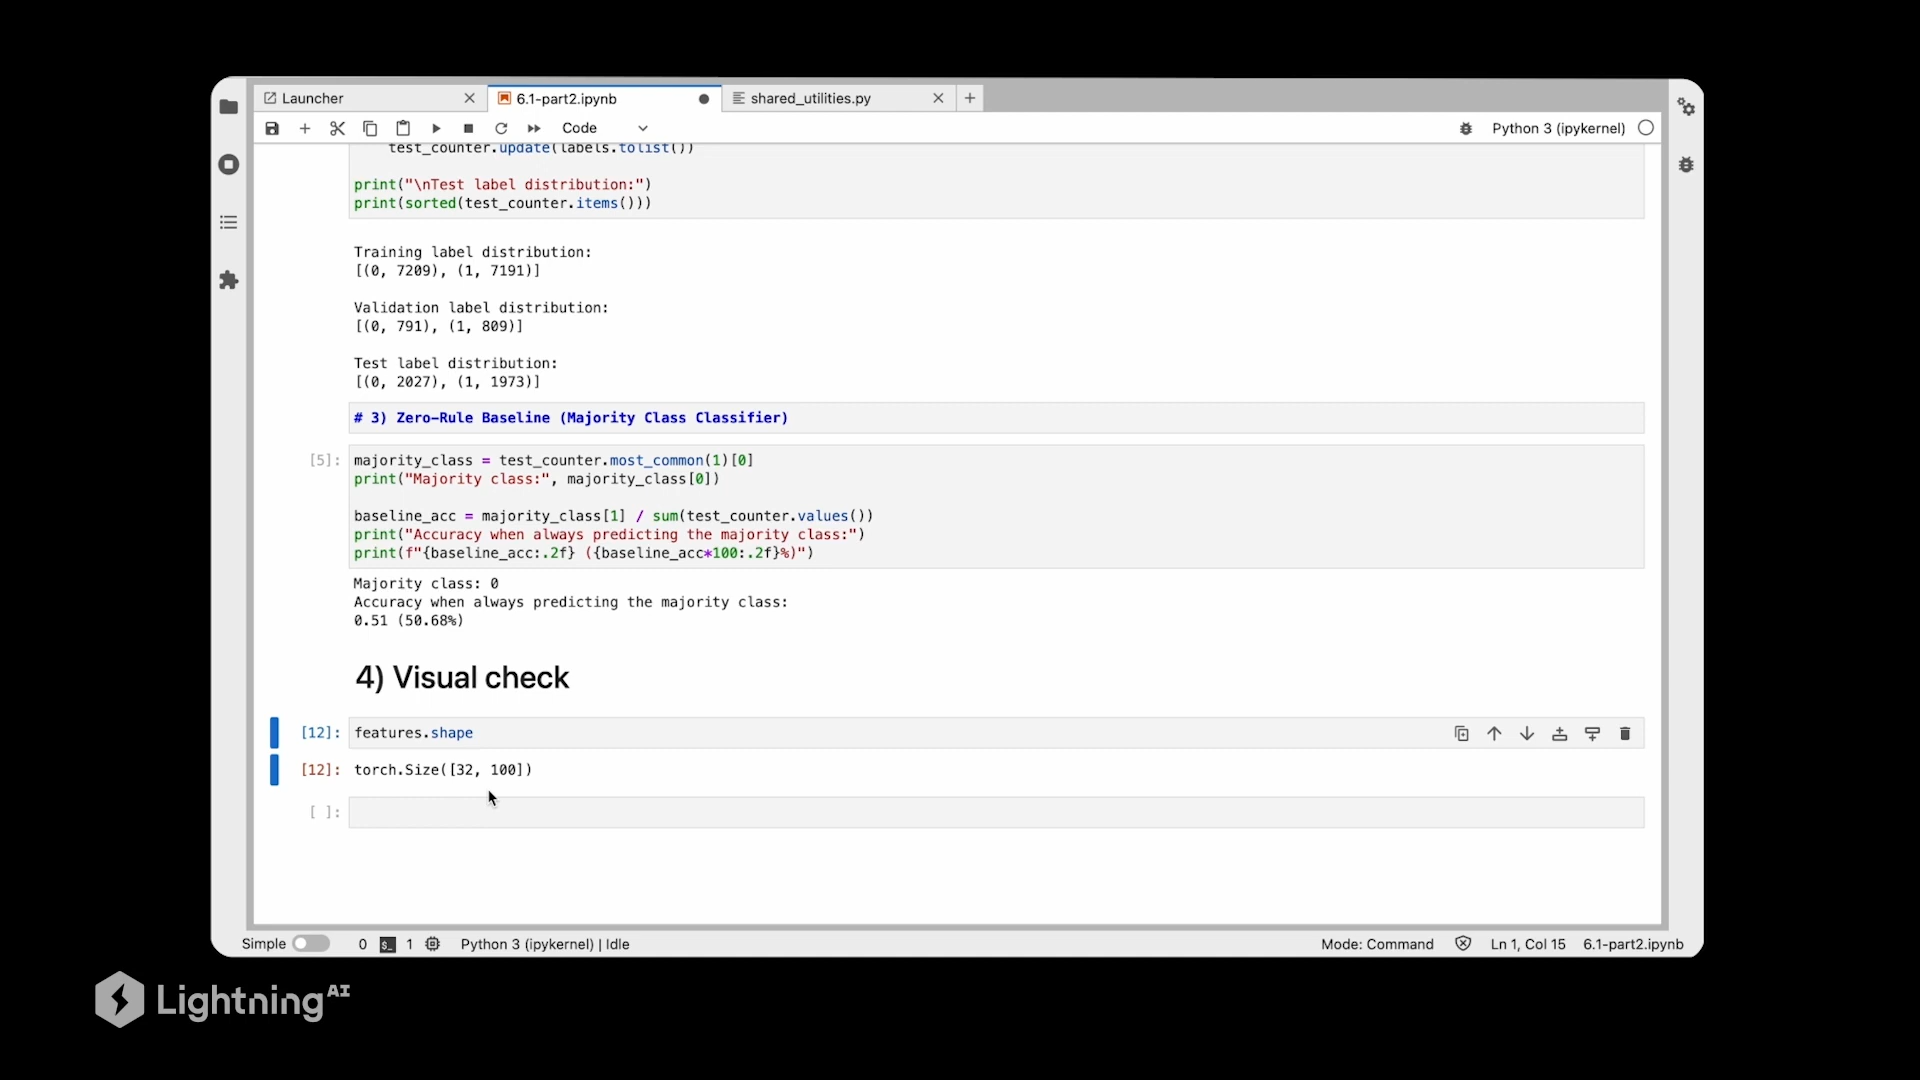 Launcher
6.1-part2.ipynb
shared_utilities.py
Code
Python 3 (ipykernel)
test_counter.update(labels.tolist())
print("\nTest label distribution:")
print(sorted(test_counter.items()))
Training label distribution:
[(0, 7209), (1, 7191)]
Validation label distribution:
[(0, 791), (1, 809)]
Test label distribution:
[(0, 2027), (1, 1973)]
# 3) Zero-Rule Baseline (Majority Class Classifier)
[5]: majority_class = test_counter.most_common(1)[0]
print("Majority class:", majority_class[0])
baseline_acc = majority_class[1] / sum(test_counter.values())
print("Accuracy when always predicting the majority class:")
print(f"{baseline_acc:.2f} ({baseline_acc*100:.2f}%)")
Majority class: 0
Accuracy when always predicting the majority class:
0.51 (50.68%)
4) Visual check
[12]: features.shape
[12]: torch.Size([32, 100])
[ ]:
Simple 0 $_ 1 Python 3 (ipykernel) | Idle Mode: Command Ln 1, Col 15 6.1-part2.ipynb
Lightning AI